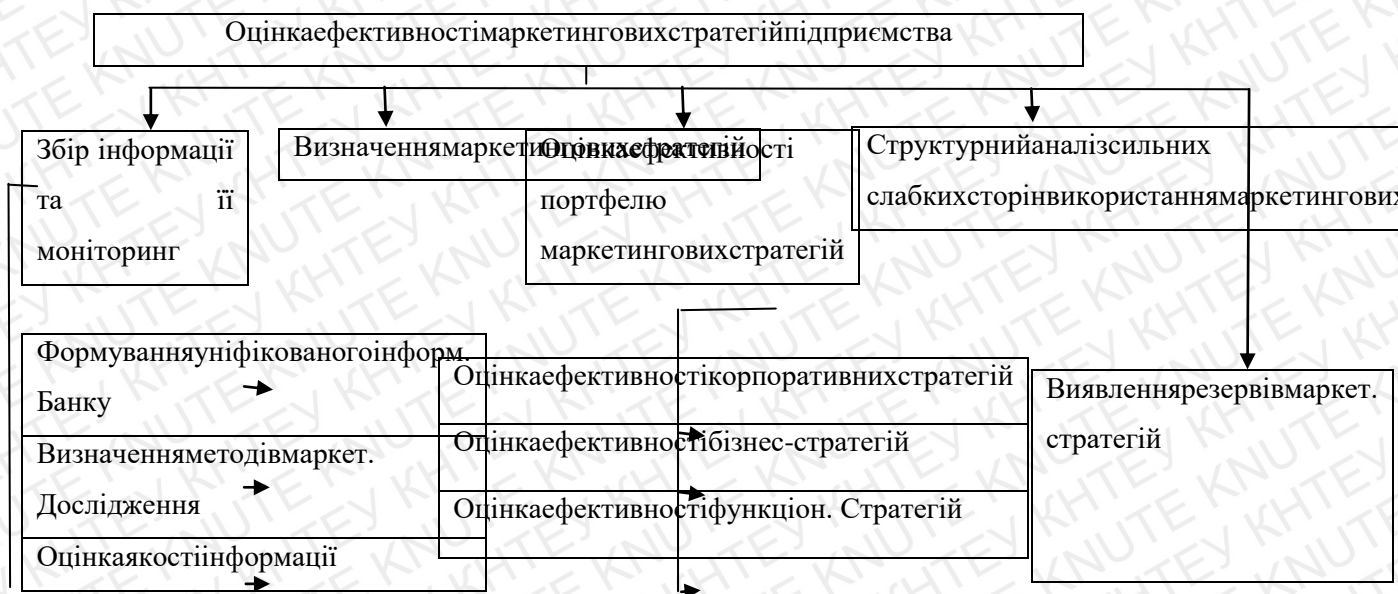 Оцінкаефективностімаркетинговихстратегійпідприємства
Збір інформації
та її
моніторинг
Визначеннямаркетинговихстратегій
Оцінкаефективності
портфелю
маркетинговихстратегій
Структурнийаналізсильних
слабкихсторінвикористаннямаркетингових
Формуванняуніфікованогоінформ.
Банку
Визначенняметодівмаркет.
Дослідження
Оцінкаякостіінформації
Оцінкаефективностікорпоративнихстратегій
Оцінкаефективностібізнес-стратегій
Оцінкаефективностіфункціон. Стратегій
Виявленнярезервівмаркет.
стратегій